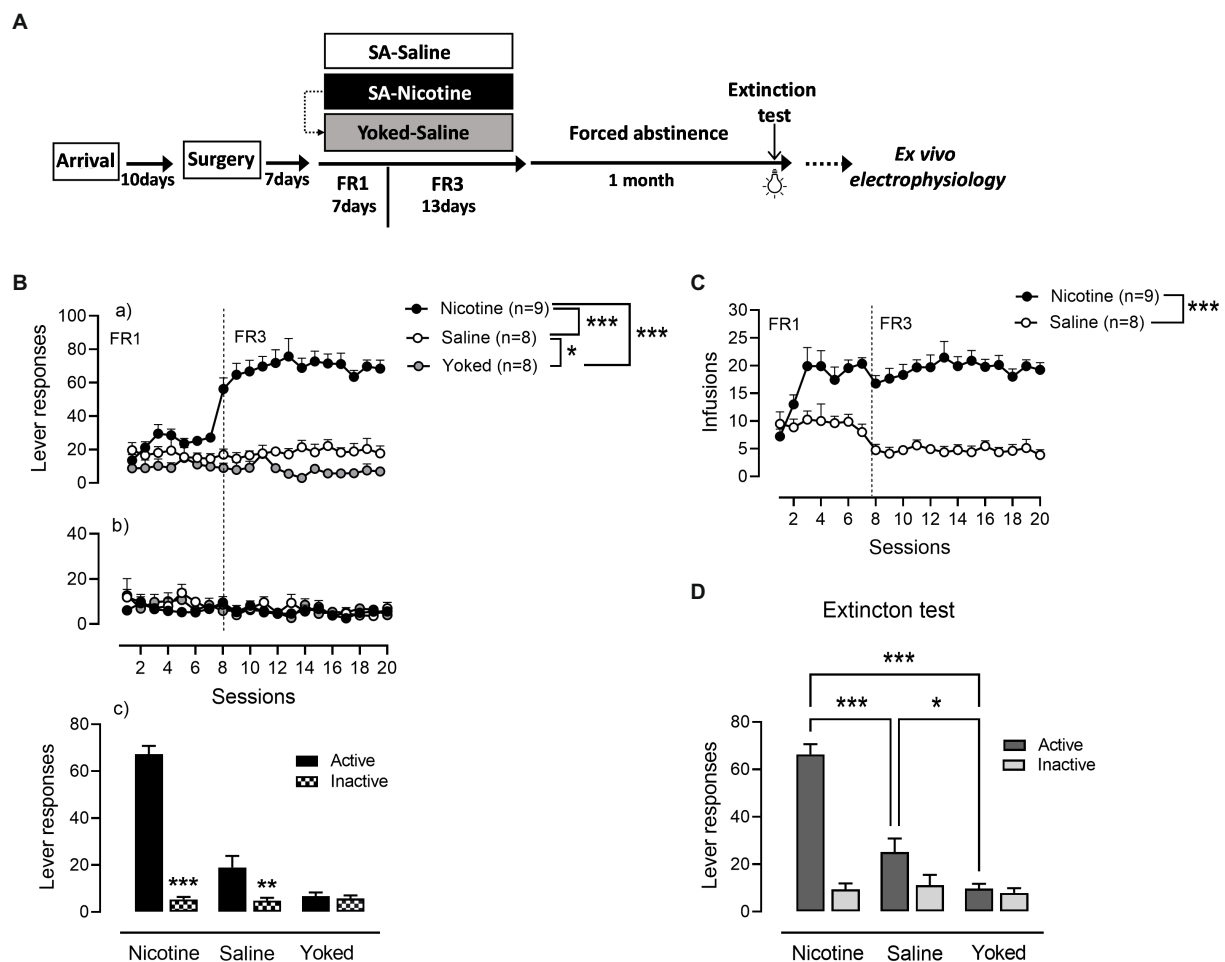 A
SA-Saline
SA-Nicotine
Yoked-Saline
Extinction
test
Forced abstinence
Arrival
Surgery
Ex vivo
electrophysiology
10days
7days
FR1
7days
FR3
13days
1 month
B
a)
FR1
FR3
Lever responses
100
80
60
40
20
0
Nicotine (n=9)
Saline (n=8)
Yoked (n=8)
***
*
***
b)
40
20
0
2 4 6 8 10 12 14 16 18 20
Sessions
c)
Lever responses
80
60
40
20
0
Active
Inactive
***
**
Nicotine Saline Yoked
C
Nicotine (n=9)
Saline (n=8)
***
FR1
FR3
Infusions
30
25
20
15
10
5
0
2 4 6 8 10 12 14 16 18 20
Sessions
D
Extincton test
***
***
*
Lever responses
80
60
40
20
0
Active
Inactive
Nicotine Saline Yoked